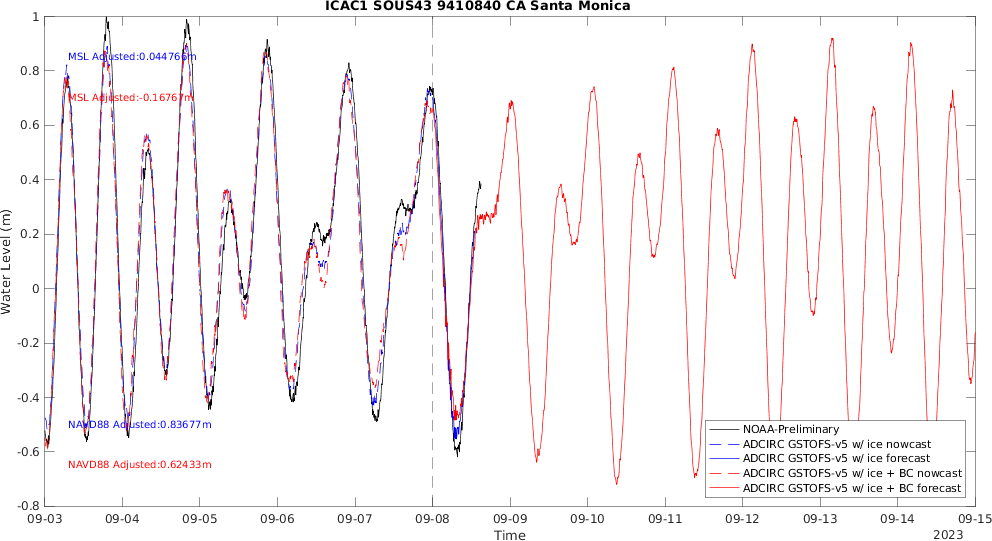 ICAC1 SOUS43 9410840 CA Santa Monica
1
0.8
0.6
0.4
0.2
0
-0.2
-0.4
-0.6
-0.8
Water Level (m)
MSL Adjusted:0.044766m
MSL Adjusted:-0.16767m
NAVD88 Adjusted:0.83677m
NAVD88 Adjusted:0.62433m
NOAA-Preliminary
ADCIRC GSTOFS-v5 w/ ice nowcast
ADCIRC GSTOFS-v5 w/ ice forecast
ADCIRC GSTOFS-v5 w/ ice + BC nowcast
ADCIRC GSTOFS-v5 w/ ice + BC forecast
09-03 09-04 09-05 09-06 09-07 09-08 09-09 09-10 09-11 09-12 09-13 09-14 09-15
Time
2023